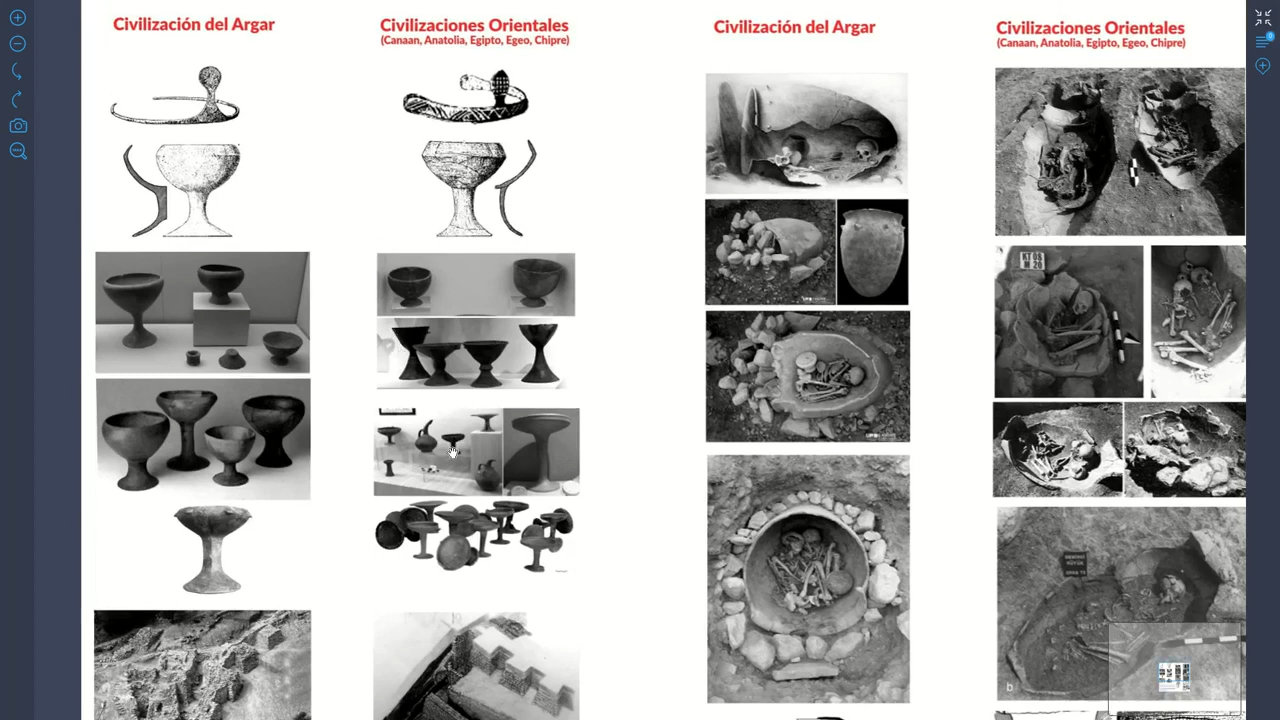 Civilización del Argar
Civilizaciones Orientales
(Canaan, Anatolia, Egipto, Egeo, Chipre)
Civilización del Argar
Civilizaciones Orientales
(Canaan, Anatolia, Egipto, Egeo, Chipre)
b